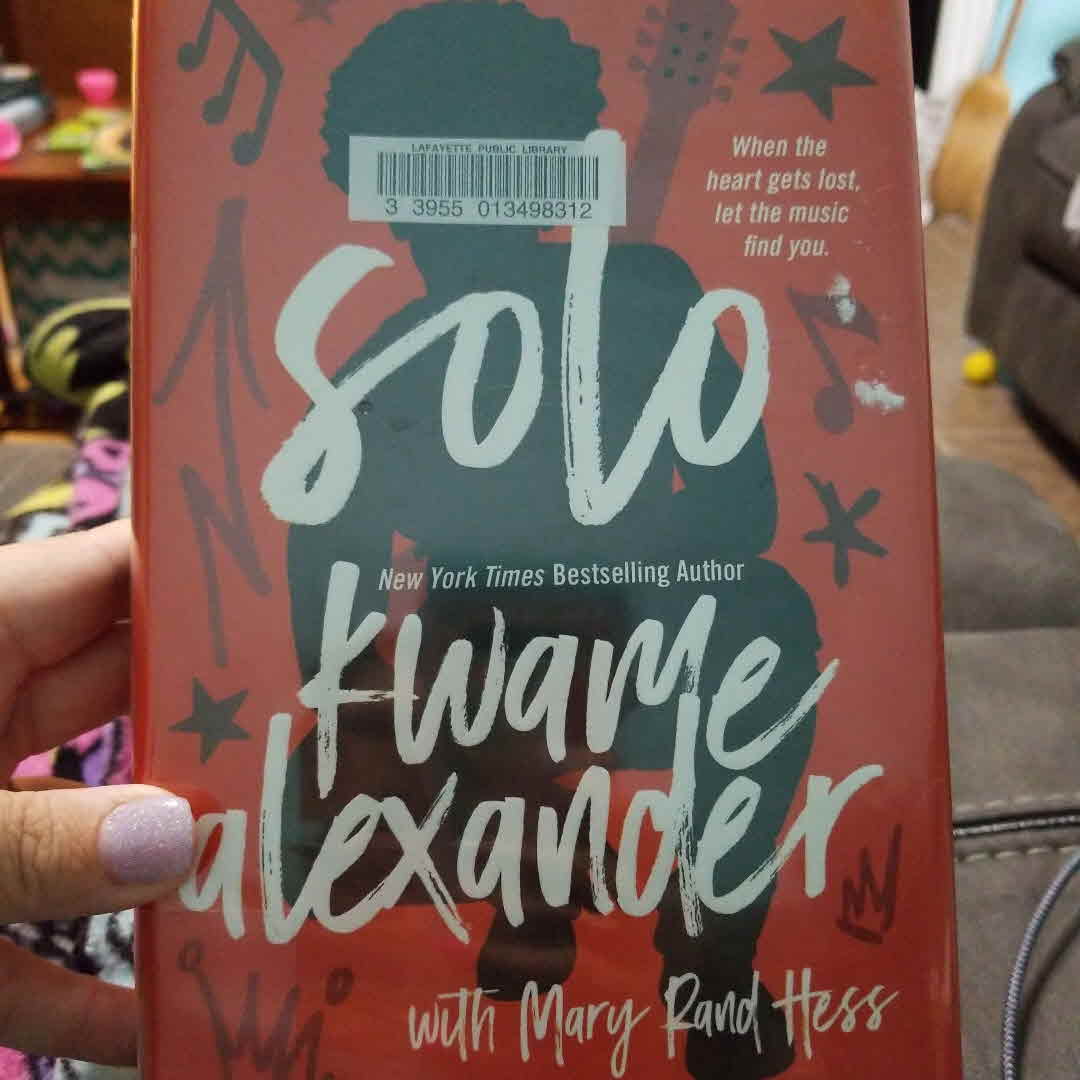 LAFAYETTE PUBLIC LIBRARY
3 3955 013498312
When the
heart gets lost,
let the music
find you.
solo
New York Times Bestselling Author
kwame
alexander
with Mary Rand Hess